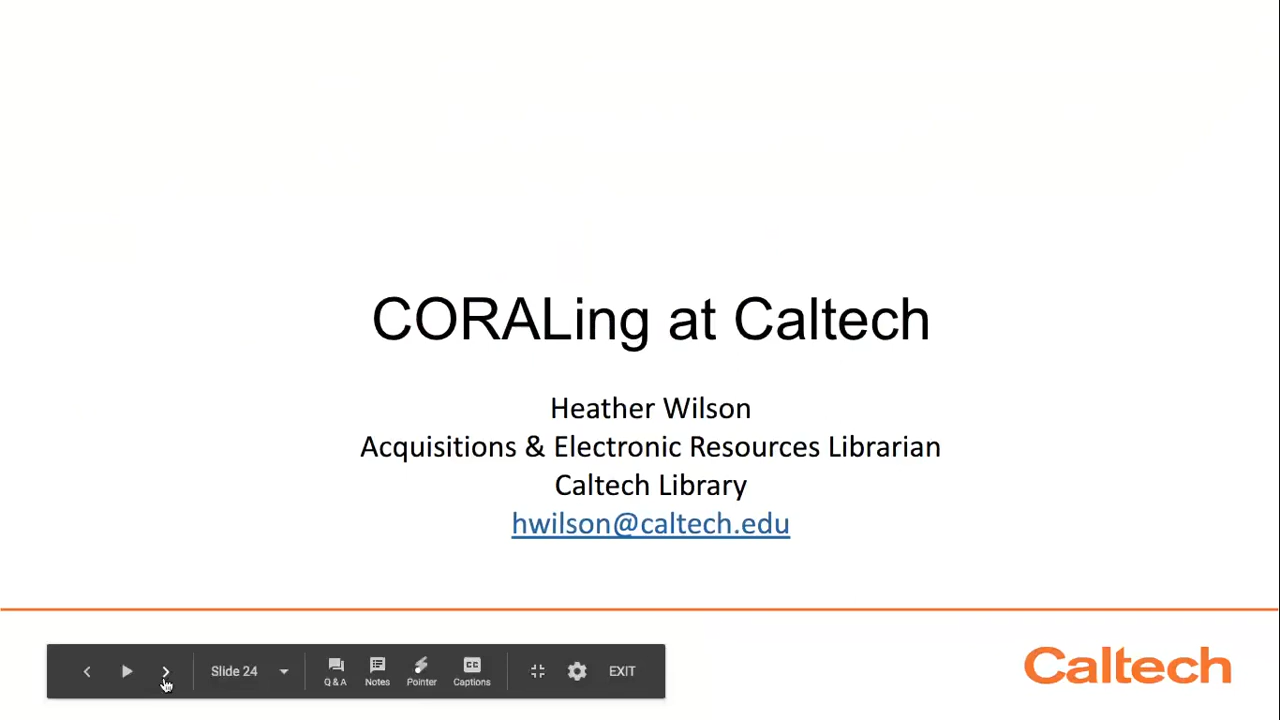 CORALing at Caltech
Heather Wilson
Acquisitions & Electronic Resources Librarian
Caltech Library
hwilson@caltech.edu
Slide 24
Q & A
Notes
Pointer
CC
Captions
EXIT
Caltech